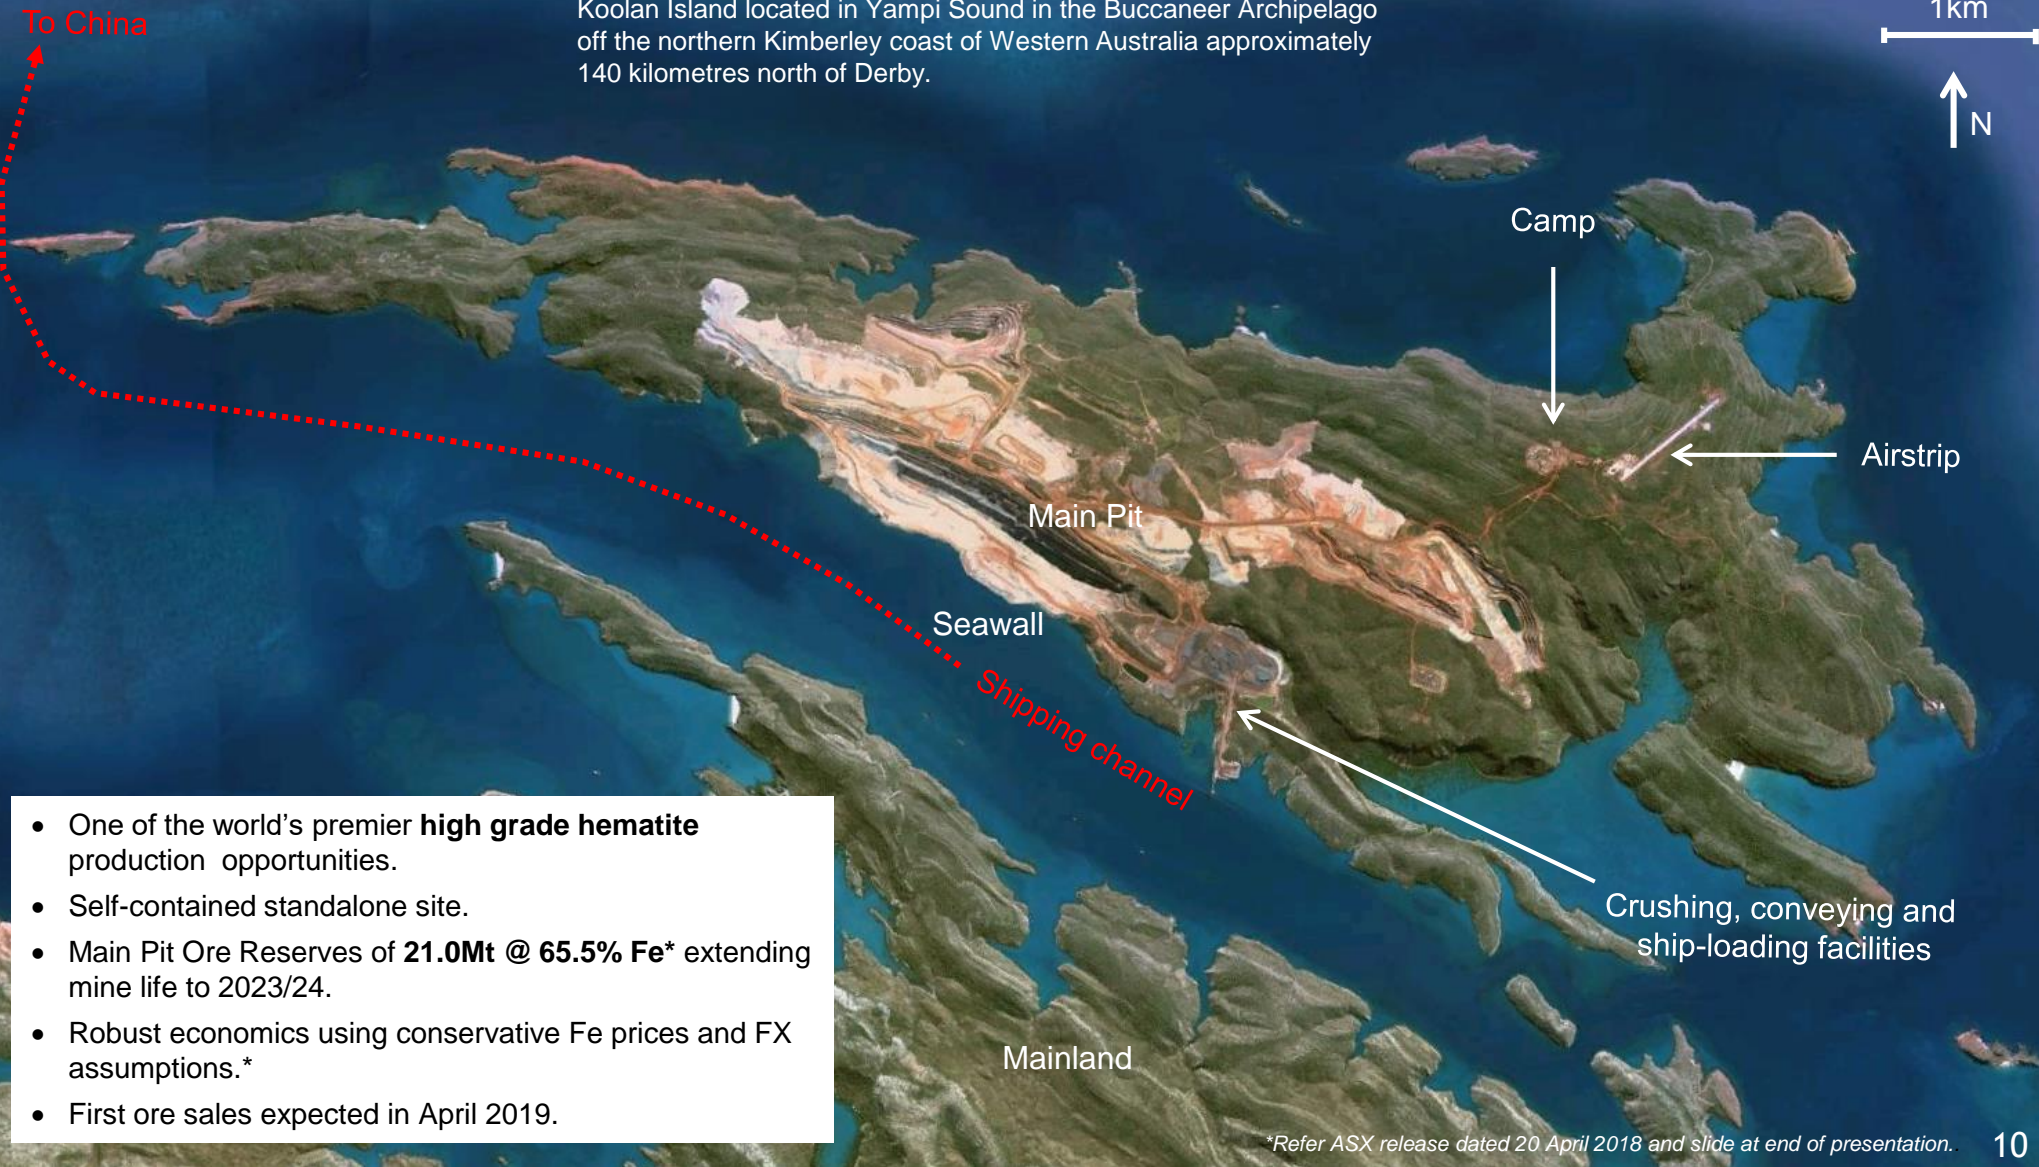 To China
Koolan Island located in Yampi Sound in the Buccaneer Archipelago
off the northern Kimberley coast of Western Australia approximately
140 kilometres north of Derby.
1km
N
Camp
Airstrip
Main Pit
Seawall
Shipping channel
Crushing, conveying and
ship-loading facilities
Mainland
• One of the world's premier high grade hematite
production opportunities.
• Self-contained standalone site.
• Main Pit Ore Reserves of 21.0Mt @ 65.5% Fe* extending
mine life to 2023/24.
• Robust economics using conservative Fe prices and FX
assumptions.*
• First ore sales expected in April 2019.
*Refer ASX release dated 20 April 2018 and slide at end of presentation.
10